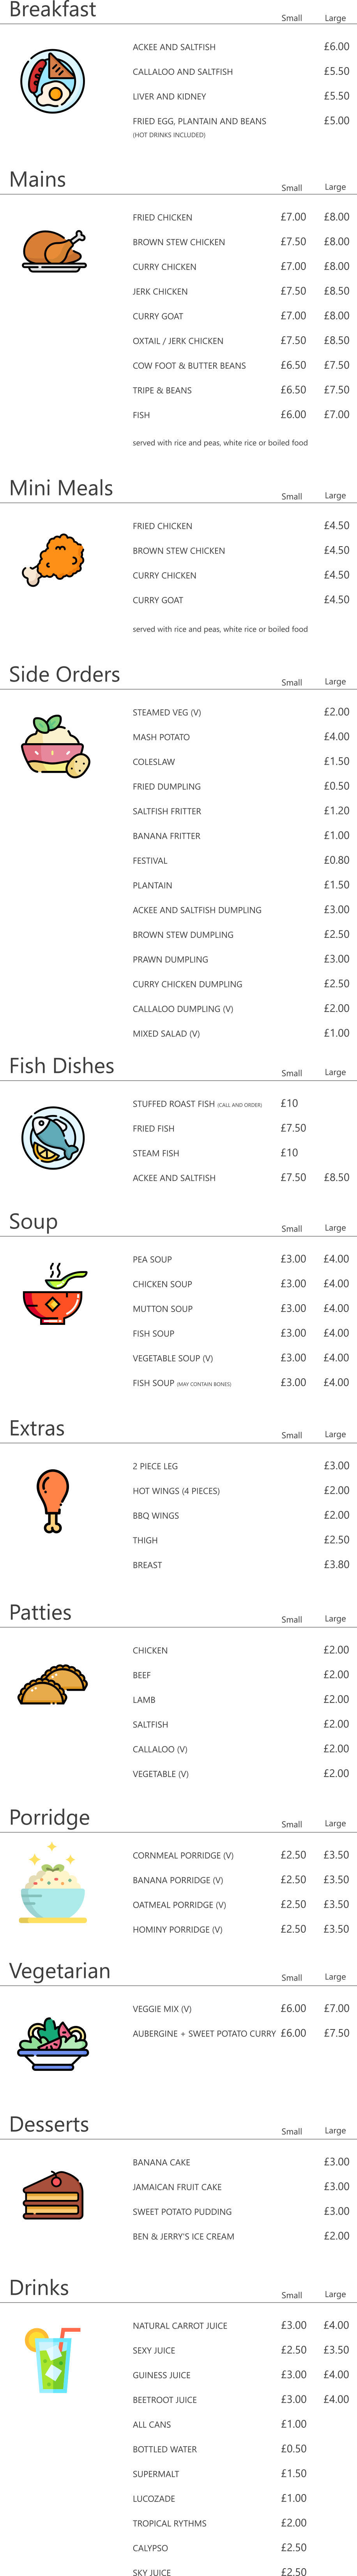 Breakfast
Small Large
ACKEE AND SALTFISH £6.00
CALLALOO AND SALTFISH £5.50
LIVER AND KIDNEY £5.50
FRIED EGG, PLANTAIN AND BEANS £5.00
(HOT DRINKS INCLUDED)
Mains
Small Large
FRIED CHICKEN £7.00 £8.00
BROWN STEW CHICKEN £7.50 £8.00
CURRY CHICKEN £7.00 £8.00
JERK CHICKEN £7.50 £8.50
CURRY GOAT £7.00 £8.00
OXTAIL / JERK CHICKEN £7.50 £8.50
COW FOOT & BUTTER BEANS £6.50 £7.50
TRIPE & BEANS £6.50 £7.50
FISH £6.00 £7.00
served with rice and peas, white rice or boiled food
Mini Meals
Small Large
FRIED CHICKEN £4.50
BROWN STEW CHICKEN £4.50
CURRY CHICKEN £4.50
CURRY GOAT £4.50
served with rice and peas, white rice or boiled food
Side Orders
Small Large
STEAMED VEG (V) £2.00
MASH POTATO £4.00
COLESLAW £1.50
FRIED DUMPLING £0.50
SALTFISH FRITTER £1.20
BANANA FRITTER £1.00
FESTIVAL £0.80
PLANTAIN £1.50
ACKEE AND SALTFISH DUMPLING £3.00
BROWN STEW DUMPLING £2.50
PRAWN DUMPLING £3.00
CURRY CHICKEN DUMPLING £2.50
CALLALOO DUMPLING (V) £2.00
MIXED SALAD (V) £1.00
Fish Dishes
Small Large
STUFFED ROAST FISH (CALL AND ORDER) £10
FRIED FISH £7.50
STEAM FISH £10
ACKEE AND SALTFISH £7.50 £8.50
Soup
Small Large
PEA SOUP £3.00 £4.00
CHICKEN SOUP £3.00 £4.00
MUTTON SOUP £3.00 £4.00
FISH SOUP £3.00 £4.00
VEGETABLE SOUP (V) £3.00 £4.00
FISH SOUP (MAY CONTAIN BONES) £3.00 £4.00
Extras
Small Large
2 PIECE LEG £3.00
HOT WINGS (4 PIECES) £2.00
BBQ WINGS £2.00
THIGH £2.50
BREAST £3.80
Patties
Small Large
CHICKEN £2.00
BEEF £2.00
LAMB £2.00
SALTFISH £2.00
CALLALOO (V) £2.00
VEGETABLE (V) £2.00
Porridge
Small Large
CORNMEAL PORRIDGE (V) £2.50 £3.50
BANANA PORRIDGE (V) £2.50 £3.50
OATMEAL PORRIDGE (V) £2.50 £3.50
HOMINY PORRIDGE (V) £2.50 £3.50
Vegetarian
Small Large
VEGGIE MIX (V) £6.00 £7.00
AUBERGINE + SWEET POTATO CURRY £6.00 £7.50
Desserts
Small Large
BANANA CAKE £3.00
JAMAICAN FRUIT CAKE £3.00
SWEET POTATO PUDDING £3.00
BEN & JERRY'S ICE CREAM £2.00
Drinks
Small Large
NATURAL CARROT JUICE £3.00 £4.00
SEXY JUICE £2.50 £3.50
GUINESS JUICE £3.00 £4.00
BEETROOT JUICE £3.00 £4.00
ALL CANS £1.00
BOTTLED WATER £0.50
SUPERMALT £1.50
LUCOZADE £1.00
TROPICAL RYTHMS £2.00
CALYPSO £2.50
SKY JUICE £2.50